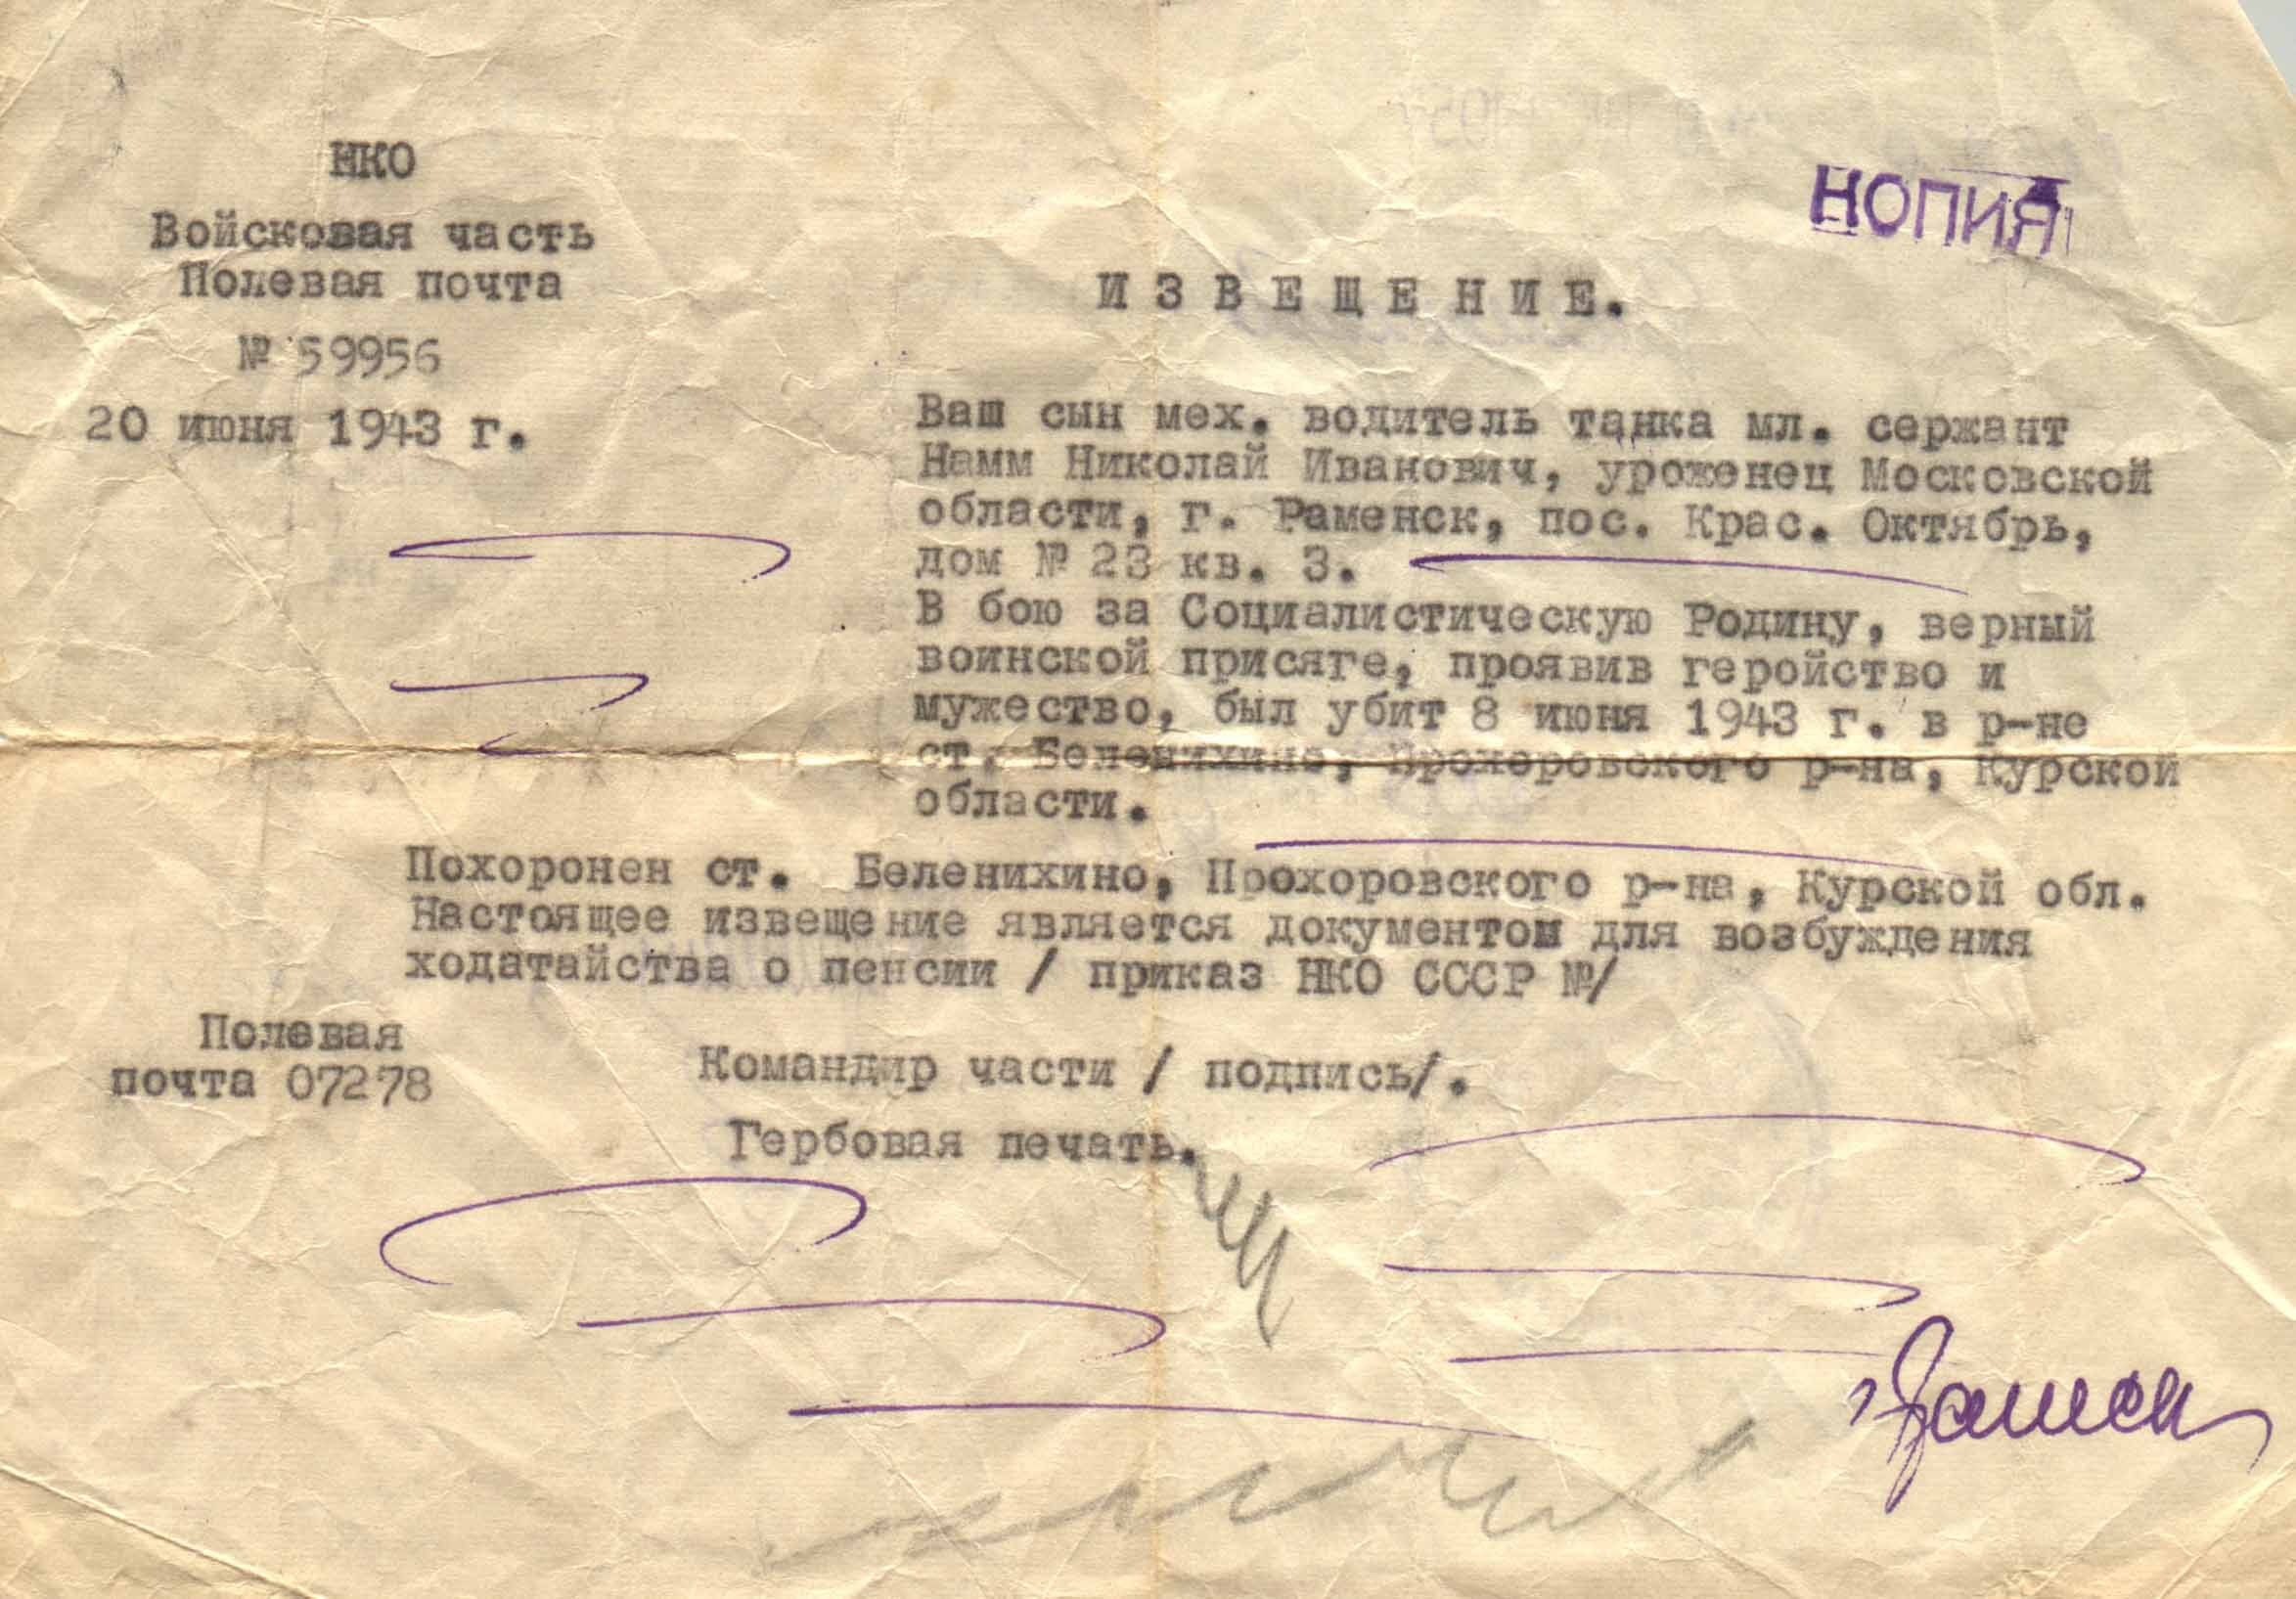 НКО
Войсковая часть
Полевая почта
№ 59956
20 июня 1943 г.
КОПИЯ
ИЗВЕЩЕНИЕ.
Ваш сын мех. водитель танка мл. сержант
Намм Николай Иванович, уроженец Московской
области, г. Раменск, пос. Крас. Октябрь,
дом № 23 кв. 3.
В бою за Социалистическую Родину, верный
воинской присяге, проявив геройство и
мужество, был убит 8 июня 1943 г. в р-не
ст. Беленихино, Прохоровского р-на, Курской
области.
Похоронен ст. Беленихино, Прохоровского р-на, Курской обл.
Настоящее извещение является документом для возбуждения
ходатайства о пенсии / приказ НКО СССР №/
Полевая
почта 07278
Командир части / подпись/.
Гербовая печать.